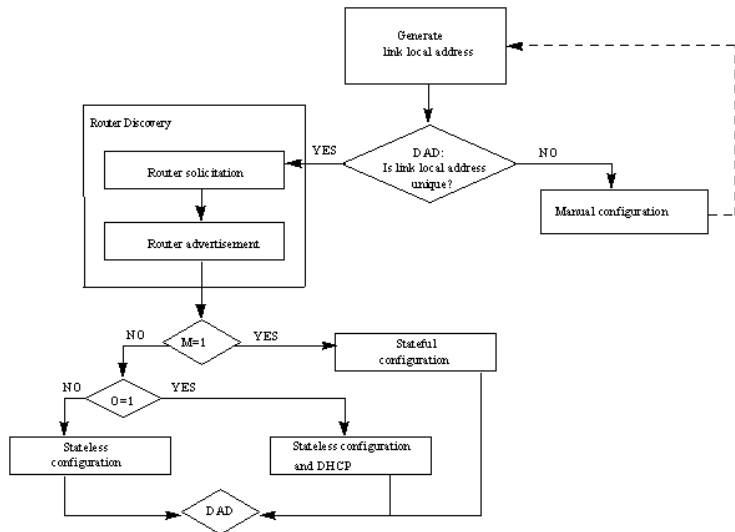 Generate
link local address
Router Discovery
YES
DAD:
Is link local address
unique?
NO
Router solicitation
Manual configuration
Router advertisement
NO
M=1
YES
Stateful
configuration
NO
O=1
YES
Stateless
configuration
Stateless configuration
and DHCP
DAD